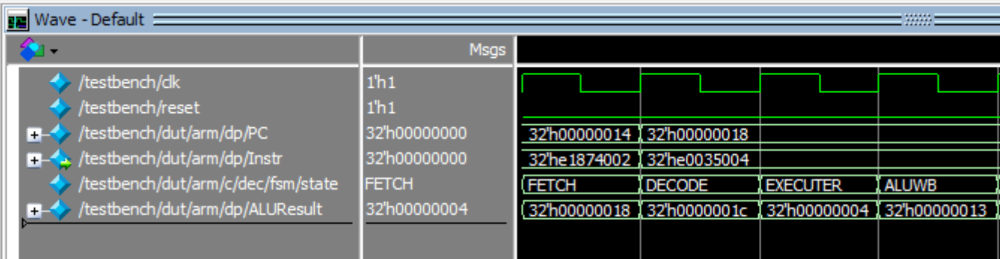 Wave - Default
Msgs
/testbench/clk 1'h1
/testbench/reset 1'h1
/testbench/dut/arm/dp/PC 32'h00000000 32'h00000014 32'h00000018
/testbench/dut/arm/dp/Instr 32'h00000000 32'he1874002 32'he0035004
/testbench/dut/arm/c/dec/fsm/state FETCH FETCH DECODE EXECUTER ALUWB
/testbench/dut/arm/dp/ALUResult 32'h00000004 32'h00000018 32'h0000001c 32'h00000004 32'h00000013